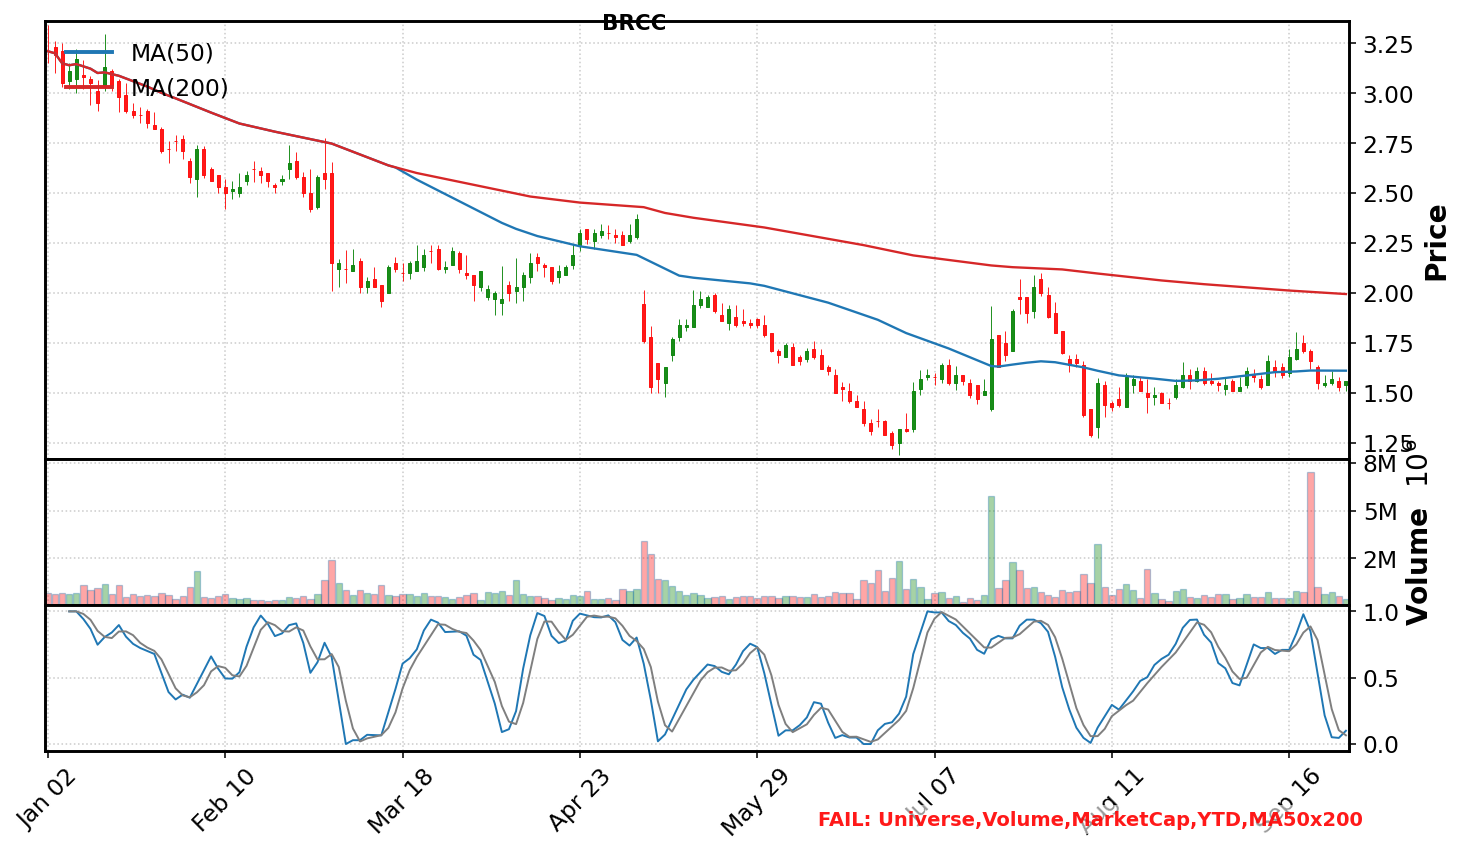 BRCC
MA(50)
MA(200)
3.25
3.00
2.75
2.50
2.25
2.00
1.75
1.50
1.25
Price
8M
5M
2M
Volume 10⁶
1.0
0.5
0.0
Jan 02
Feb 10
Mar 18
Apr 23
May 29
Jul 07
Aug 11
Sep 16
FAIL: Universe,Volume,MarketCap,YTD,MA50x200